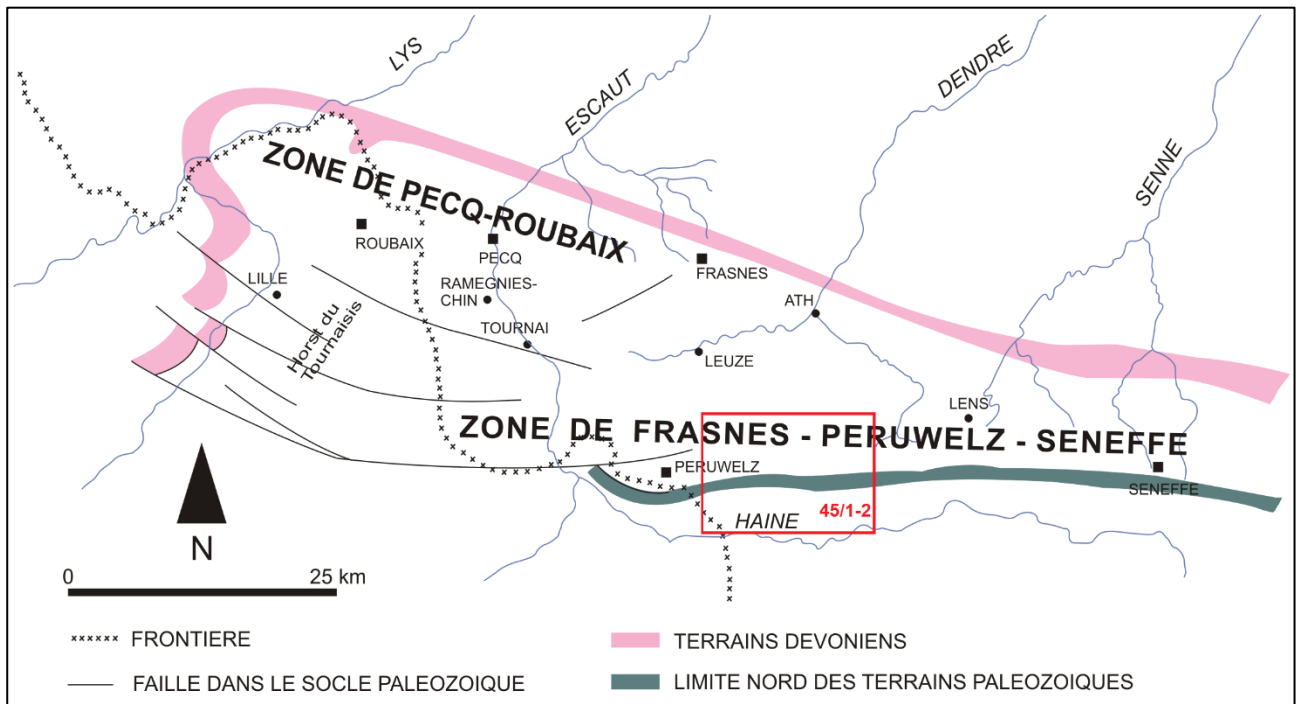 LYS
ESCAUT
DENDRE
SENNE
ZONE DE PECQ-ROUBAIX
ROUBAIX
PECQ
FRASNES
LILLE
RAMEGNIES-
CHIN
ATH
Horst du
Tournaisis
TOURNAI
LEUZE
LENS
ZONE DE FRASNES - PERUWELZ - SENEFFE
PERUWELZ
SENEFFE
45/1-2
HAINE
N
0 25 km
FRONTIERE
TERRAINS DEVONIENS
FAILLE DANS LE SOCLE PALEOZOIQUE
LIMITE NORD DES TERRAINS PALEOZOIQUES